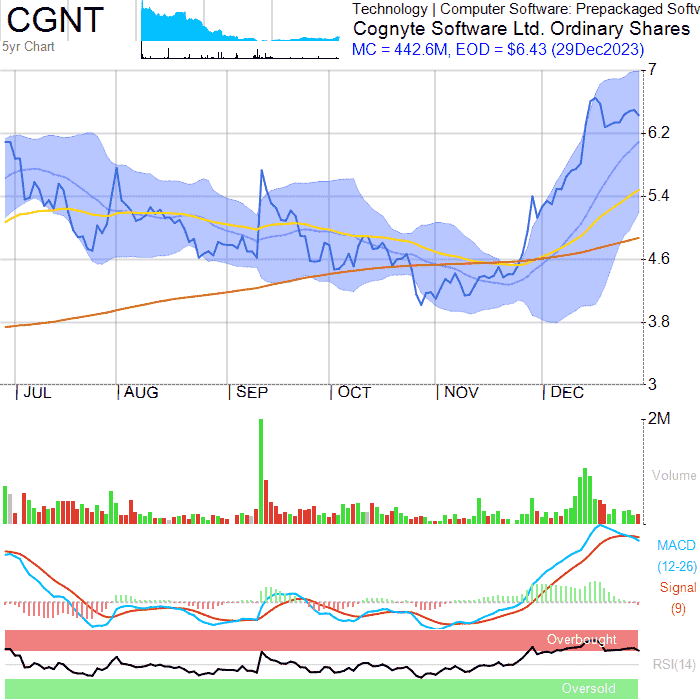 CGNT
5yr Chart
Technology | Computer Software: Prepackaged Softw
Cognyte Software Ltd. Ordinary Shares
MC = 442.6M, EOD = $6.43 (29Dec2023)
7
6.2
5.4
4.6
3.8
3
JUL AUG SEP OCT NOV DEC
2M
Volume
MACD
(12-26)
Signal
(9)
Overbought
RSI(14)
Oversold